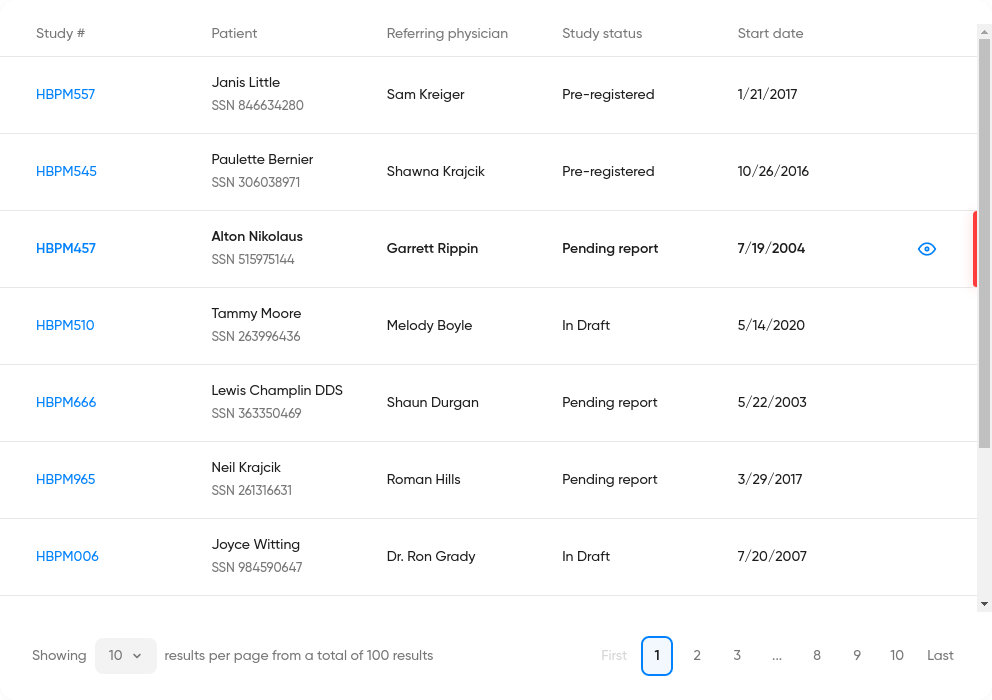 Study # Patient Referring physician Study status Start date
HBPM557 Janis Little SSN 846634280 Sam Kreiger Pre-registered 1/21/2017
HBPM545 Paulette Bernier SSN 306038971 Shawna Krajcik Pre-registered 10/26/2016
HBPM457 Alton Nikolaus SSN 515975144 Garrett Rippin Pending report 7/19/2004
HBPM510 Tammy Moore SSN 263996436 Melody Boyle In Draft 5/14/2020
HBPM666 Lewis Champlin DDS SSN 363350469 Shaun Durgan Pending report 5/22/2003
HBPM965 Neil Krajcik SSN 261316631 Roman Hills Pending report 3/29/2017
HBPM006 Joyce Witting SSN 984590647 Dr. Ron Grady In Draft 7/20/2007
Showing 10 results per page from a total of 100 results First 1 2 3 ... 8 9 10 Last